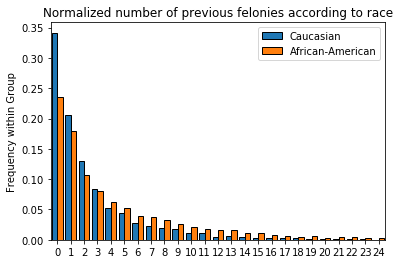 Normalized number of previous felonies according to race
Caucasian
African-American
Frequency within Group
0.35
0.30
0.25
0.20
0.15
0.10
0.05
0.00
0 1 2 3 4 5 6 7 8 9 10 11 12 13 14 15 16 17 18 19 20 21 22 23 24